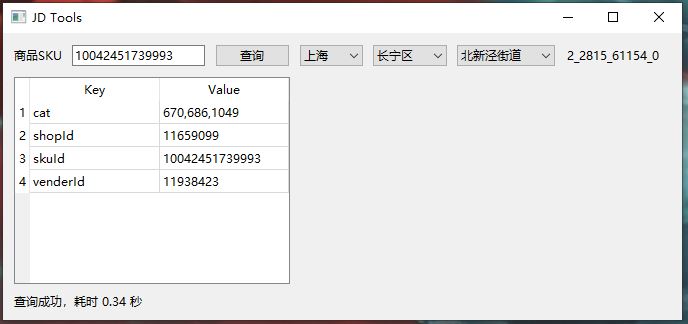 JD Tools
商品SKU 10042451739993 查询 上海 长宁区 北新泾街道 2_2815_61154_0
Key Value
1 cat 670,686,1049
2 shopId 11659099
3 skuId 10042451739993
4 venderId 11938423
查询成功，耗时 0.34 秒